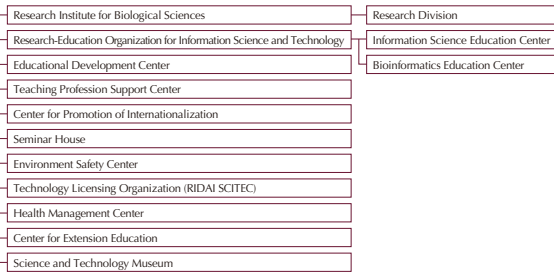 Research Institute for Biological Sciences
Research Division
Research-Education Organization for Information Science and Technology
Information Science Education Center
Educational Development Center
Bioinformatics Education Center
Teaching Profession Support Center
Center for Promotion of Internationalization
Seminar House
Environment Safety Center
Technology Licensing Organization (RIDAI SCITEC)
Health Management Center
Center for Extension Education
Science and Technology Museum